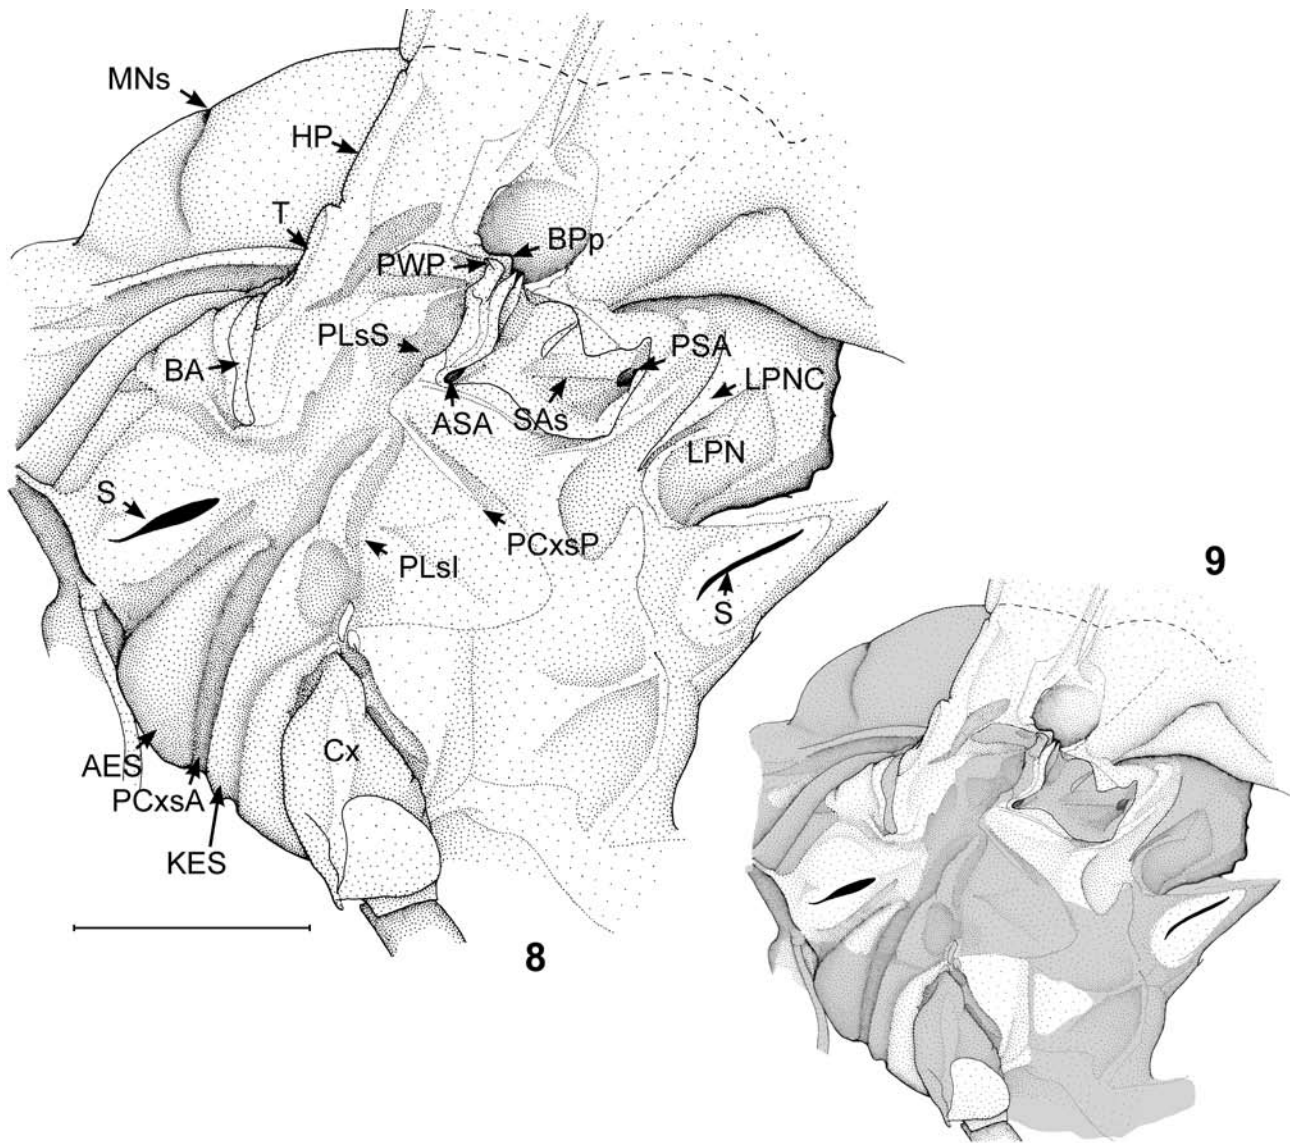 MNs
HP
T
BPp
PWP
PLsS
PSA
BA
LPNC
ASA
SAs
LPN
S
PCxsP
PLsI
9
S
Cx
AES
PCxsA
KES
8